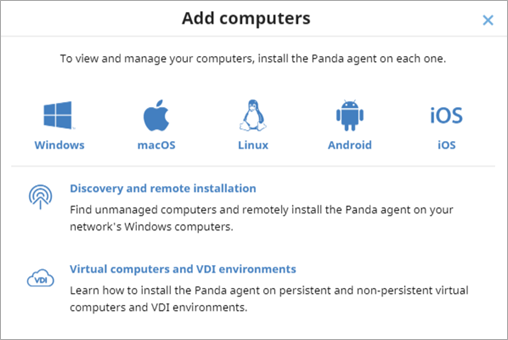 Add computers
To view and manage your computers, install the Panda agent on each one.
iOS
Windows macOS Linux Android iOS
Discovery and remote installation
Find unmanaged computers and remotely install the Panda agent on your
network's Windows computers.
Virtual computers and VDI environments
VDI
Learn how to install the Panda agent on persistent and non-persistent virtual
computers and VDI environments.